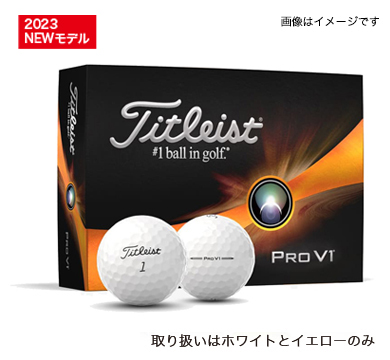 2023
NEWモデル
画像はイメージです
Titleist
#1 ball in golf.®
PRO V1
PRO V1
Titleist
1
PRO V1
取り扱いはホワイトとイエローのみ